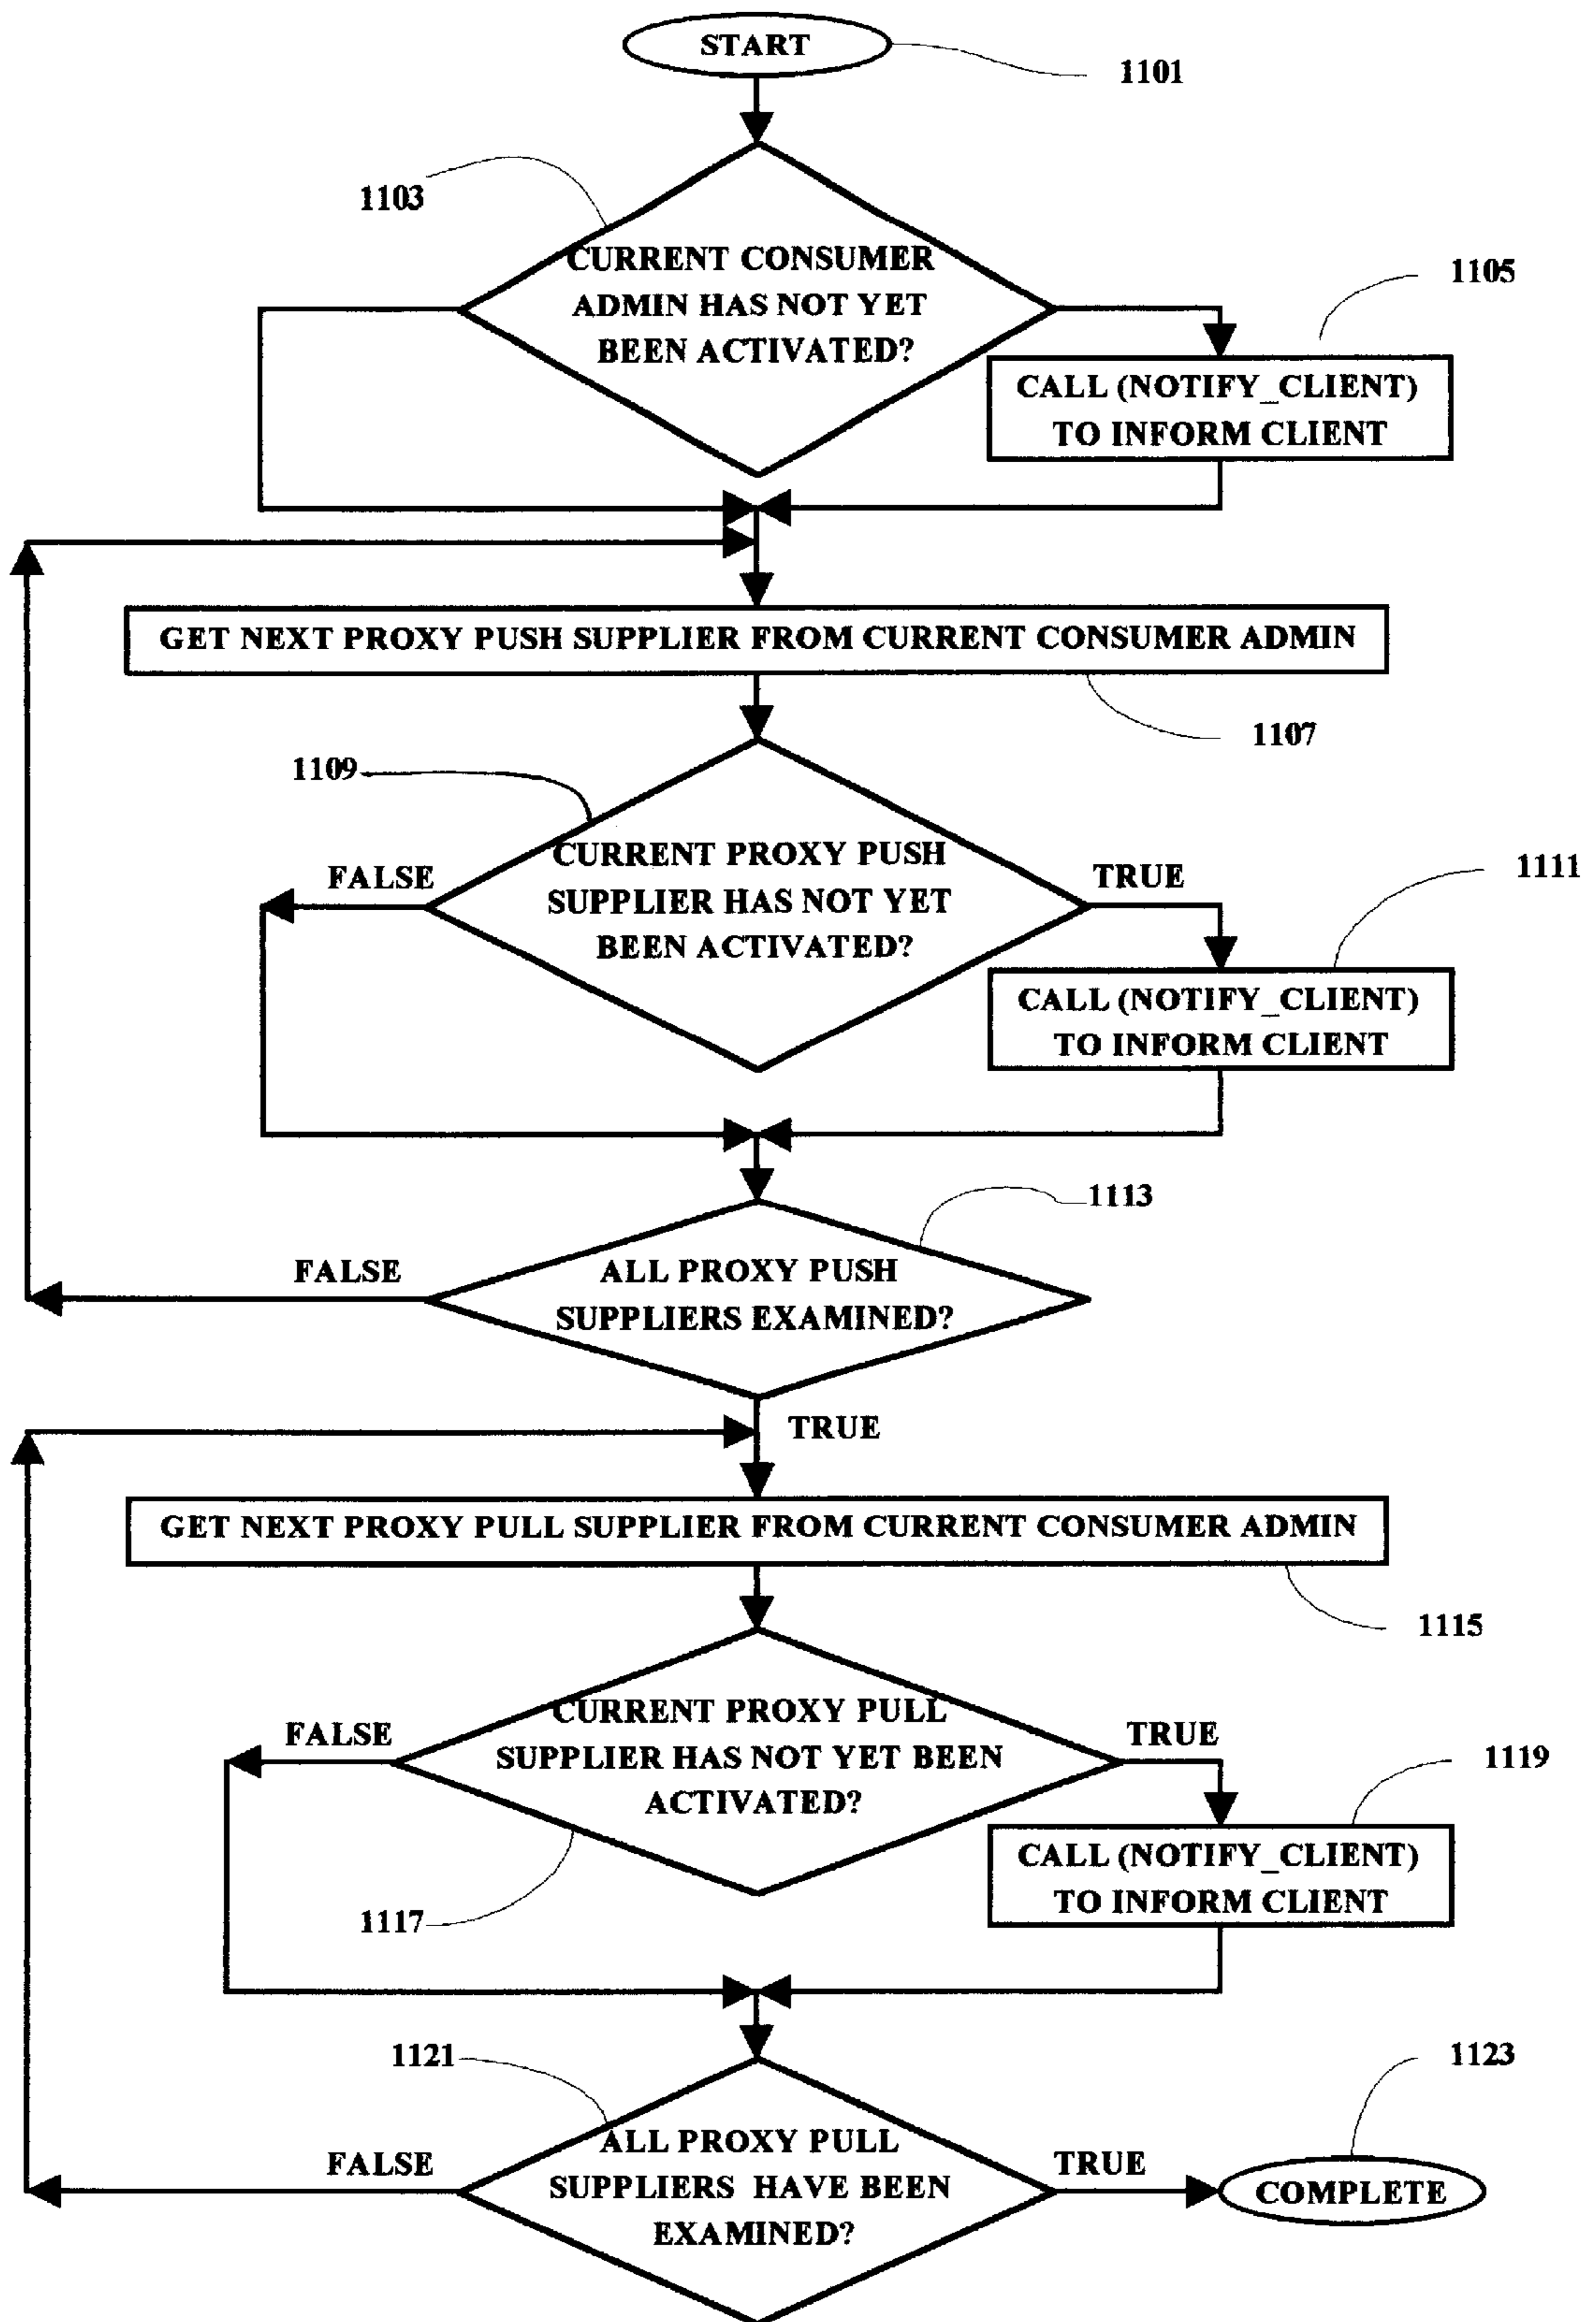 START
1101
1103
CURRENT CONSUMER
ADMIN HAS NOT YET
BEEN ACTIVATED?
1105
CALL (NOTIFY_CLIENT)
TO INFORM CLIENT
GET NEXT PROXY PUSH SUPPLIER FROM CURRENT CONSUMER ADMIN
1107
1109
CURRENT PROXY PUSH
SUPPLIER HAS NOT YET
BEEN ACTIVATED?
FALSE
TRUE
1111
CALL (NOTIFY_CLIENT)
TO INFORM CLIENT
1113
ALL PROXY PUSH
SUPPLIERS EXAMINED?
FALSE
TRUE
GET NEXT PROXY PULL SUPPLIER FROM CURRENT CONSUMER ADMIN
1115
CURRENT PROXY PULL
SUPPLIER HAS NOT YET BEEN
ACTIVATED?
FALSE
TRUE
1119
CALL (NOTIFY_CLIENT)
TO INFORM CLIENT
1117
1121
1123
ALL PROXY PULL
SUPPLIERS HAVE BEEN
EXAMINED?
FALSE
TRUE
COMPLETE